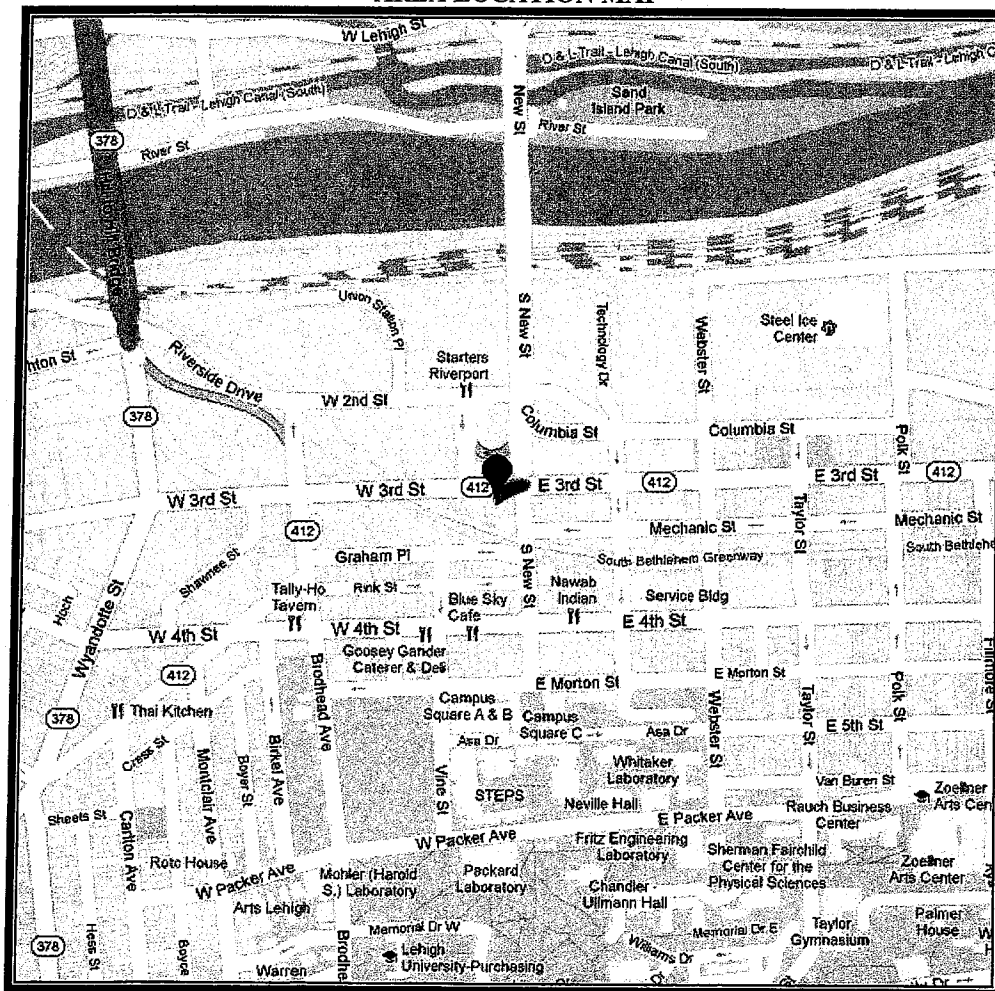 AREA LOCATION MAP
W Lehigh St
D & L Trail - Lehigh Canal (South)
D & L Trail - Lehigh C
Sand
Island Park
D & L Trail - Lehigh Canal (South)
New St
River St
378
River St
Union Station Pl
S New St
Technology Dr
Webster St
Steel Ice
Center
hton St
Riverside Drive
Starters
Riverport
378
W 2nd St
Columbia St
Columbia St
Polk St
W 3rd St
W 3rd St
412
E 3rd St
412
E 3rd St
412
412
Mechanic St
Taylor St
Mechanic St
Graham Pl
S New St
South Bethlehem Greenway
South Bethlehe
Shawnee St
Hoch
Wyandotte St
Tally-Ho
Tavern
Rink St
Blue Sky
Cafe
Nawab
Indian
Service Bldg
W 4th St
W 4th St
E 4th St
Fillmore St
Goosey Gander
Caterer & Deli
412
Brodhead Ave
E Morton St
E Morton St
Polk St
378
Thai Kitchen
Campus
Square A & B
Campus
Square C
Webster St
Taylor St
E 5th St
Cress St
Asa Dr
Asa Dr
Montclair Ave
Boyer St
Birkel Ave
Vine St
Whitaker
Laboratory
Van Buren St
STEPS
Neville Hall
Rauch Business
Center
Zoellner
Arts Cen
Sheets St
Canton Ave
E Packer Ave
W Packer Ave
Fritz Engineering
Laboratory
Sherman Fairchild
Center for the
Physical Sciences
Roto House
W Packer Ave
Mohler (Harold
S.) Laboratory
Packard
Laboratory
Zoellner
Arts Center
Chandler -
Ullmann Hall
Arts Lehigh
Palmer
House
Hess St
378
Boyce
Brodhe
Memorial Dr W
Memorial Dr E
Taylor
Gymnasium
Lehigh
University-Purchasing
Williams Dr
Warren